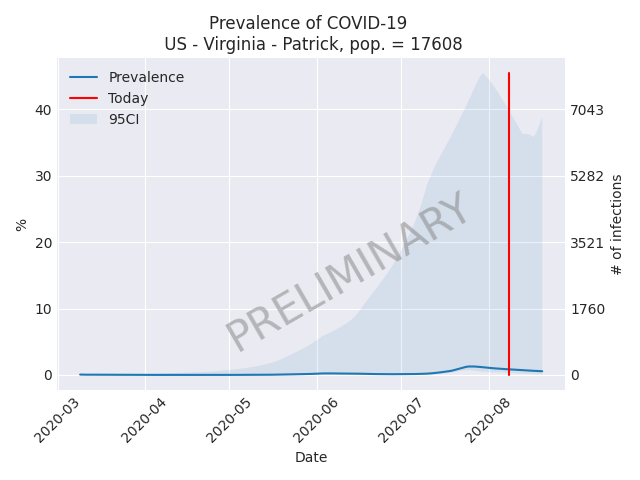 Prevalence of COVID-19
US - Virginia - Patrick, pop. = 17608
Prevalence
Today
95CI
%
40
30
20
10
0
7043
5282
3521
1760
0
# of infections
PRELIMINARY
2020-03
2020-04
2020-05
2020-06
2020-07
2020-08
Date